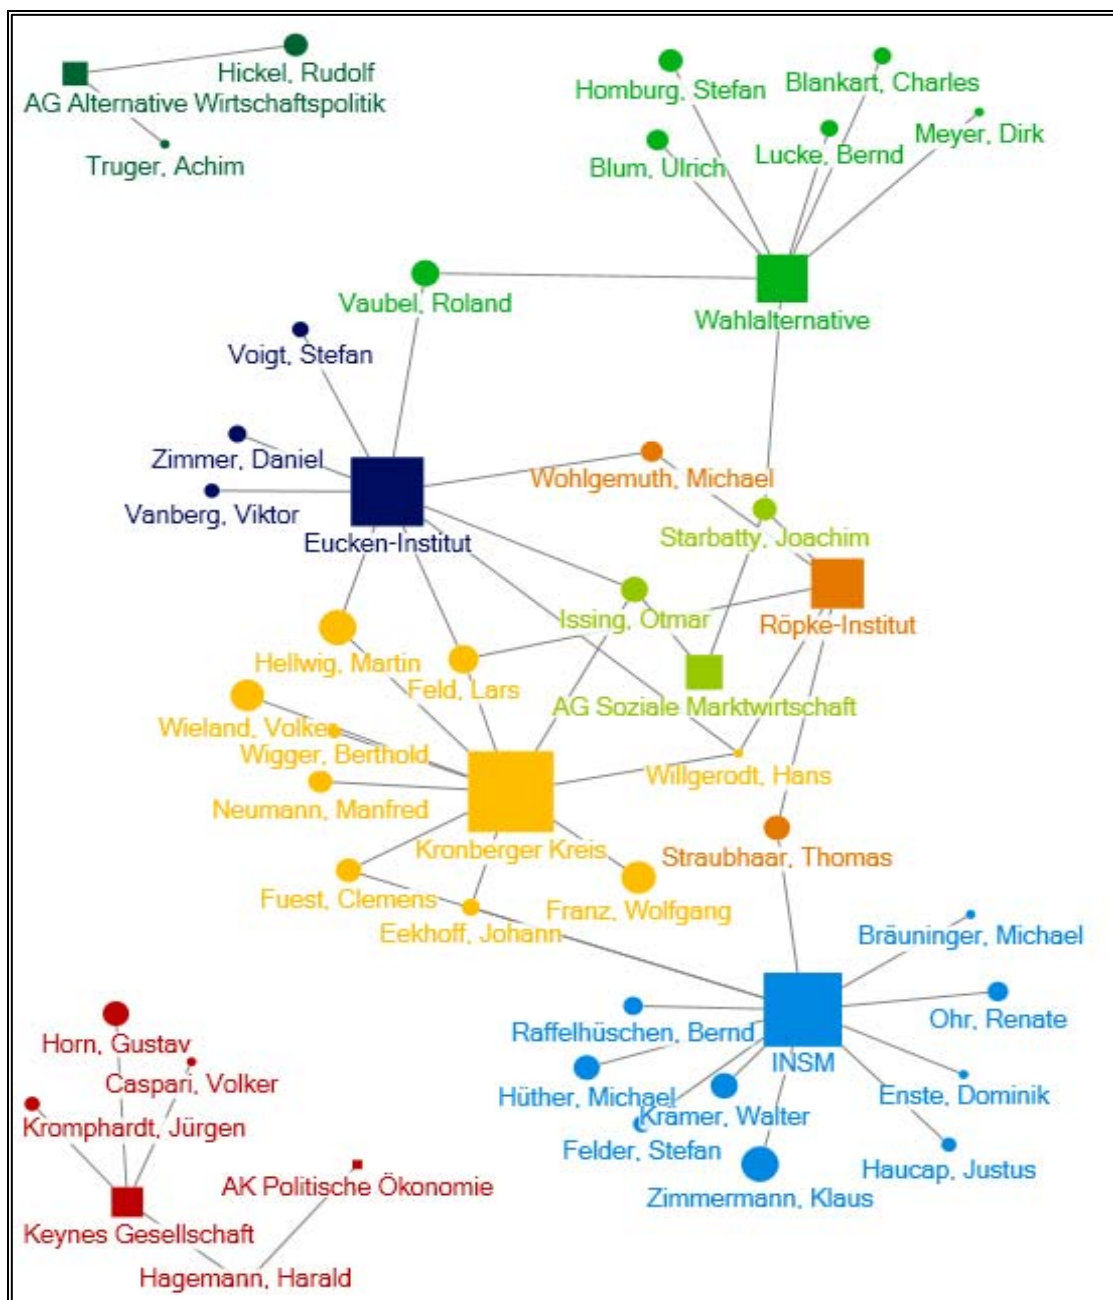 Hickel, Rudolf
AG Alternative Wirtschaftspolitik
Truger, Achim
Homburg, Stefan
Blankart, Charles
Meyer, Dirk
Lucke, Bernd
Blum, Ulrich
Vaubel, Roland
Wahlalternative
Voigt, Stefan
Zimmer, Daniel
Wohlgemuth, Michael
Vanberg, Viktor
Eucken-Institut
Starbatty, Joachim
Issing, Otmar
Röpke-Institut
Hellwig, Martin
Feld, Lars
AG Soziale Marktwirtschaft
Wieland, Volker
Wigger, Berthold
Willgerodt, Hans
Neumann, Manfred
Kronberger Kreis
Straubhaar, Thomas
Fuest, Clemens
Franz, Wolfgang
Eekhoff, Johann
Bräuninger, Michael
Raffelhüschen, Bernd
Ohr, Renate
Horn, Gustav
INSM
Caspari, Volker
Hüther, Michael
Enste, Dominik
Krämer, Walter
Kromphardt, Jürgen
Felder, Stefan
Haucap, Justus
AK Politische Ökonomie
Zimmermann, Klaus
Keynes Gesellschaft
Hagemann, Harald